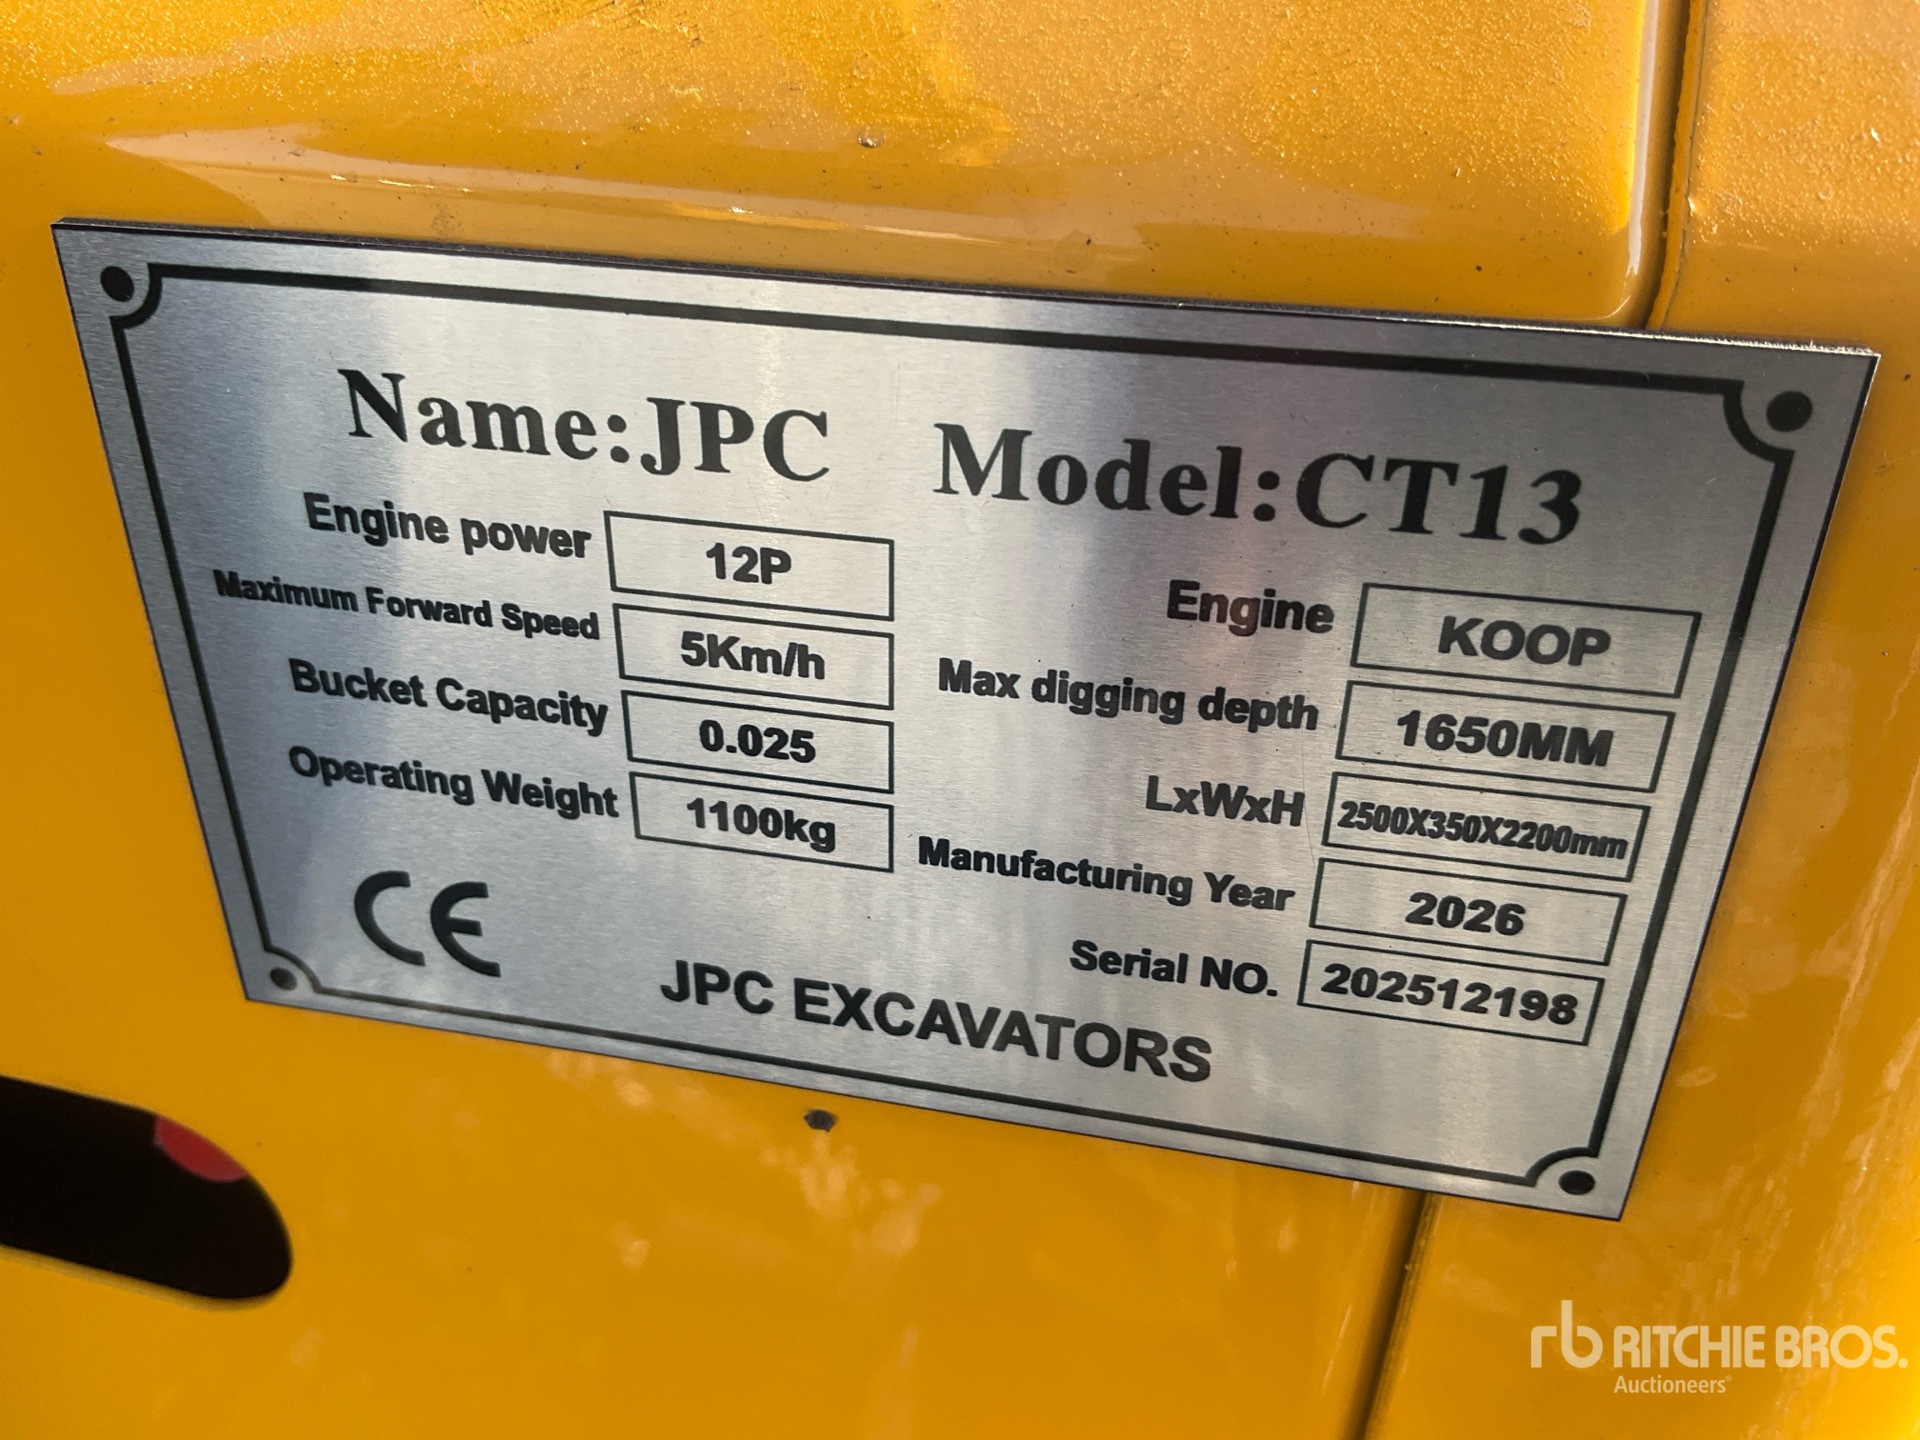 Name:JPC Model:CT13
Engine power 12P
Maximum Forward Speed 5Km/h
Bucket Capacity 0.025
Operating Weight 1100kg
Engine KOOP
Max digging depth 1650MM
LxWxH 2500X350X2200mm
Manufacturing Year 2026
Serial NO. 202512198
CE
JPC EXCAVATORS
rb RITCHIE BROS.
Auctioneers